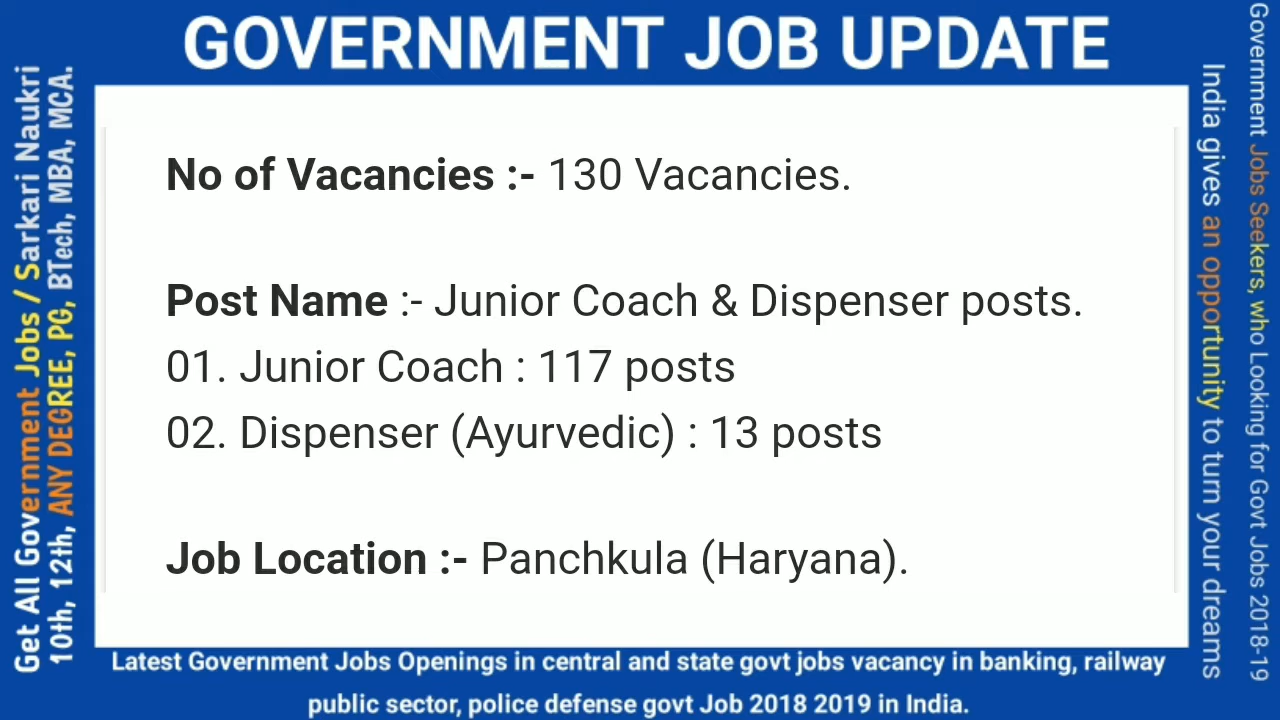 GOVERNMENT JOB UPDATE
Get All Government Jobs / Sarkari Naukri
10th, 12th, ANY DEGREE, PG, BTech, MBA, MCA.
No of Vacancies :- 130 Vacancies.
Post Name :- Junior Coach & Dispenser posts.
01. Junior Coach : 117 posts
02. Dispenser (Ayurvedic) : 13 posts
Job Location :- Panchkula (Haryana).
India gives an opportunity to turn your dreams
Government Jobs Seekers, who Looking for Govt Jobs 2018-19
Latest Government Jobs Openings in central and state govt jobs vacancy in banking, railway
public sector, police defense govt Job 2018 2019 in India.